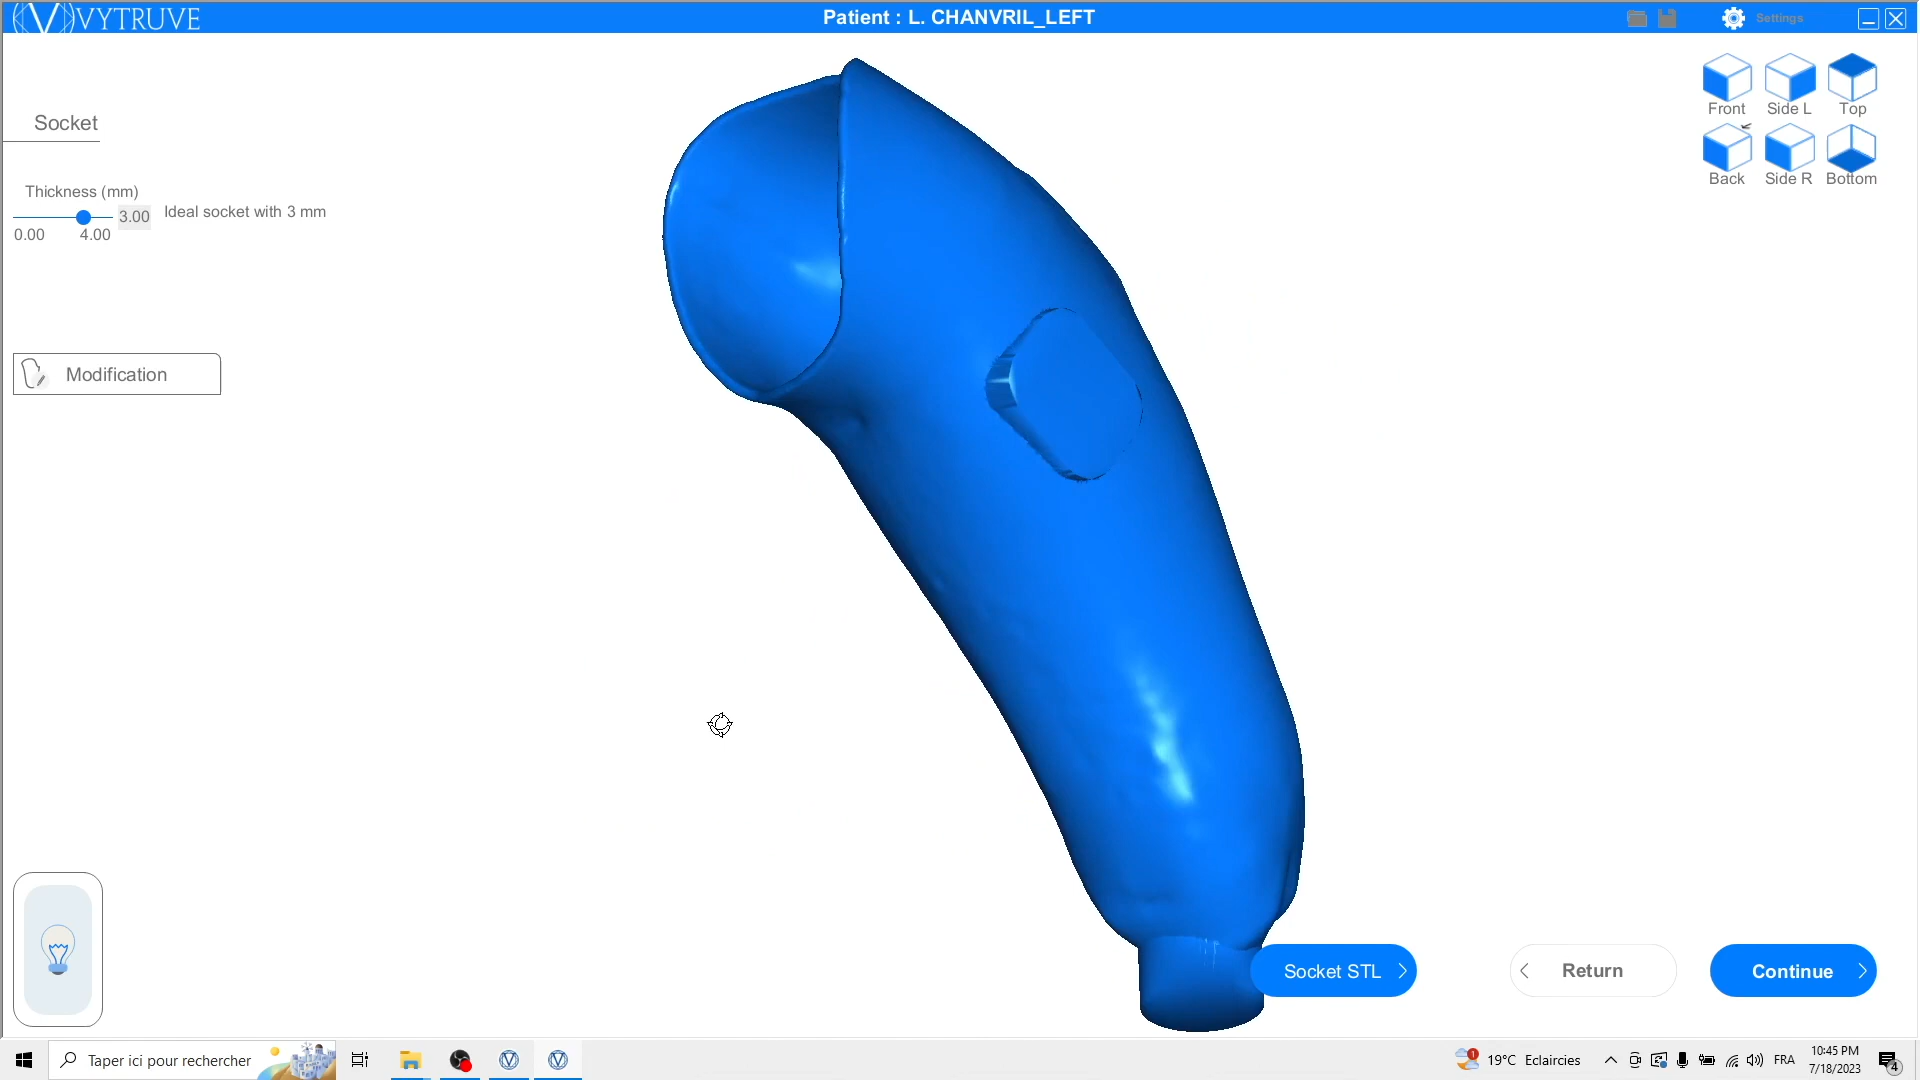 VYTRUVE
Patient : L. CHANVRIL_LEFT
Settings
Front
Side L
Top
Socket
Back
Side R
Bottom
Thickness (mm)
3.00
Ideal socket with 3 mm
0.00
4.00
Modification
Socket STL
Return
Continue
Taper ici pour rechercher
1
19°C Eclaircies
FRA
10:45 PM
7/18/2023
4